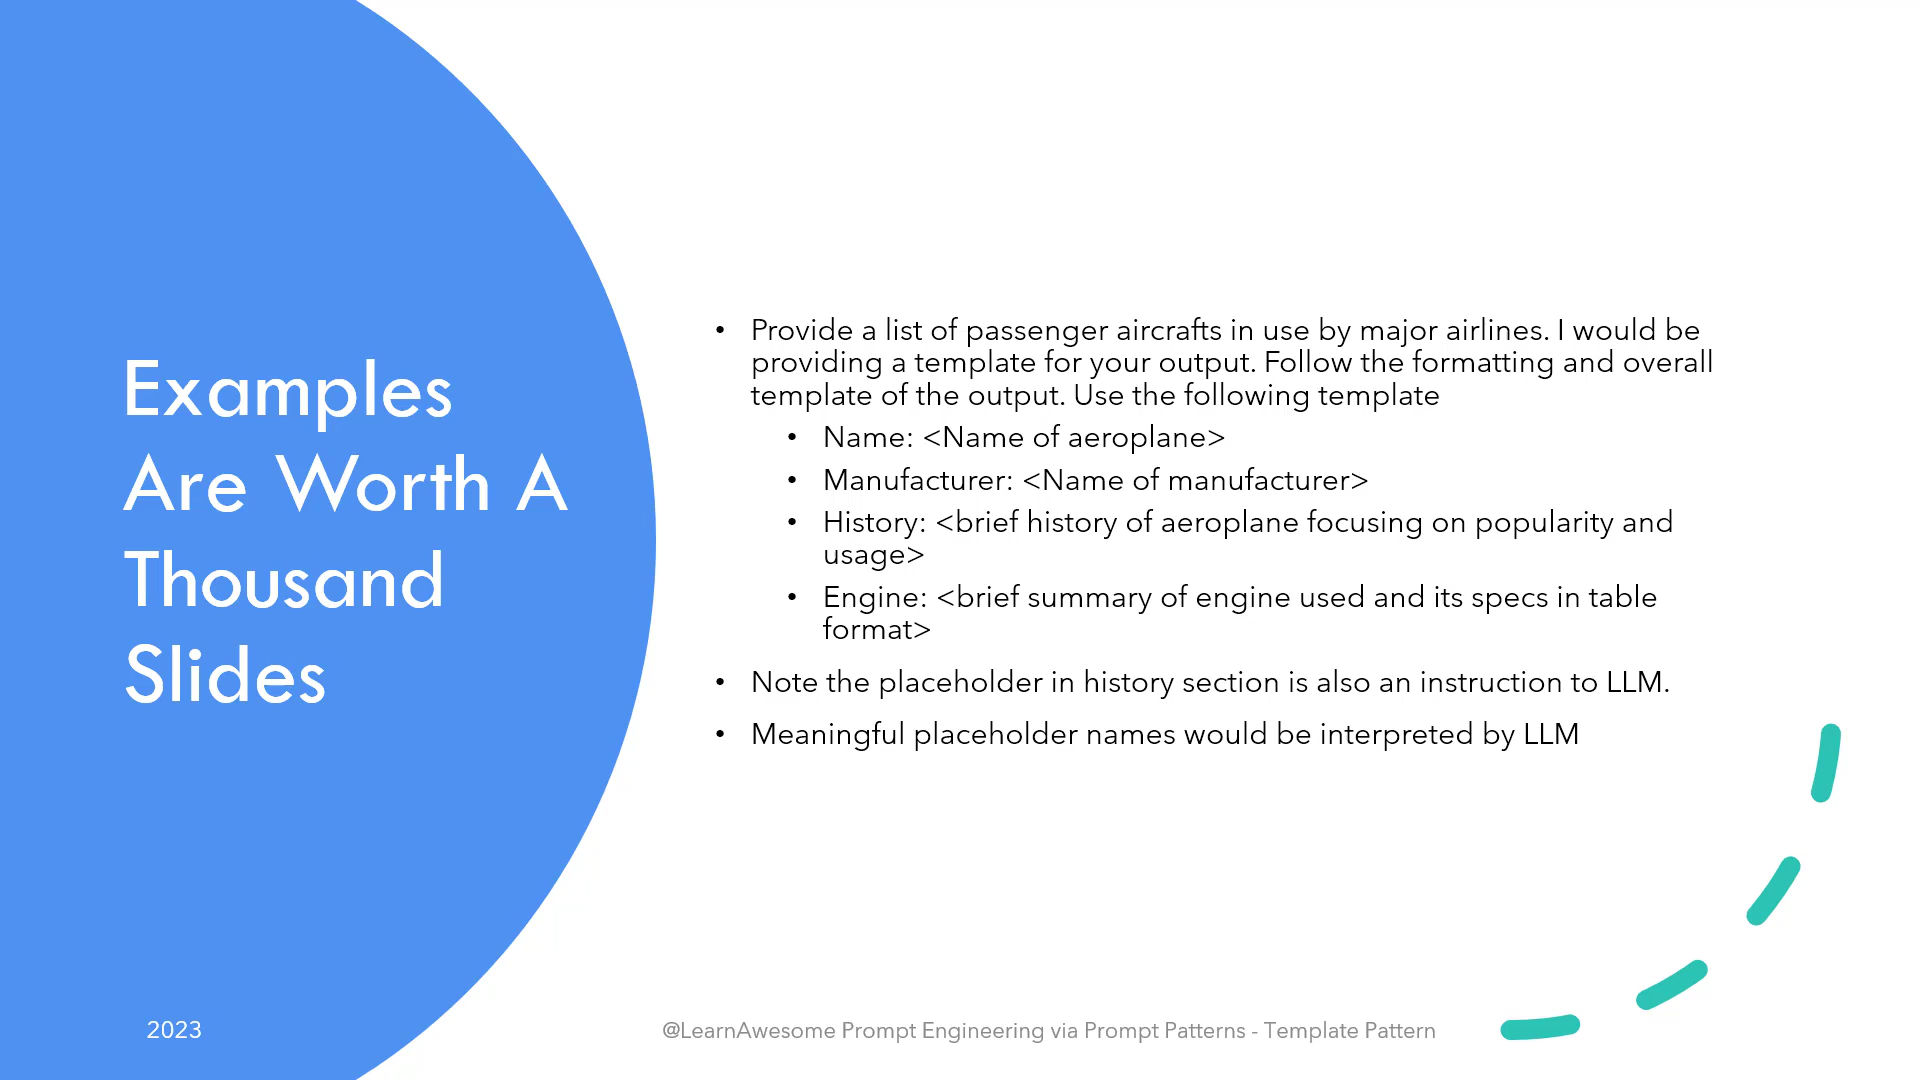 Examples
Are Worth A
Thousand
Slides
• Provide a list of passenger aircrafts in use by major airlines. I would be
providing a template for your output. Follow the formatting and overall
template of the output. Use the following template
• Name: <Name of aeroplane>
• Manufacturer: <Name of manufacturer>
• History: <brief history of aeroplane focusing on popularity and
usage>
• Engine: <brief summary of engine used and its specs in table
format>
• Note the placeholder in history section is also an instruction to LLM.
• Meaningful placeholder names would be interpreted by LLM
2023
@LearnAwesome Prompt Engineering via Prompt Patterns - Template Pattern